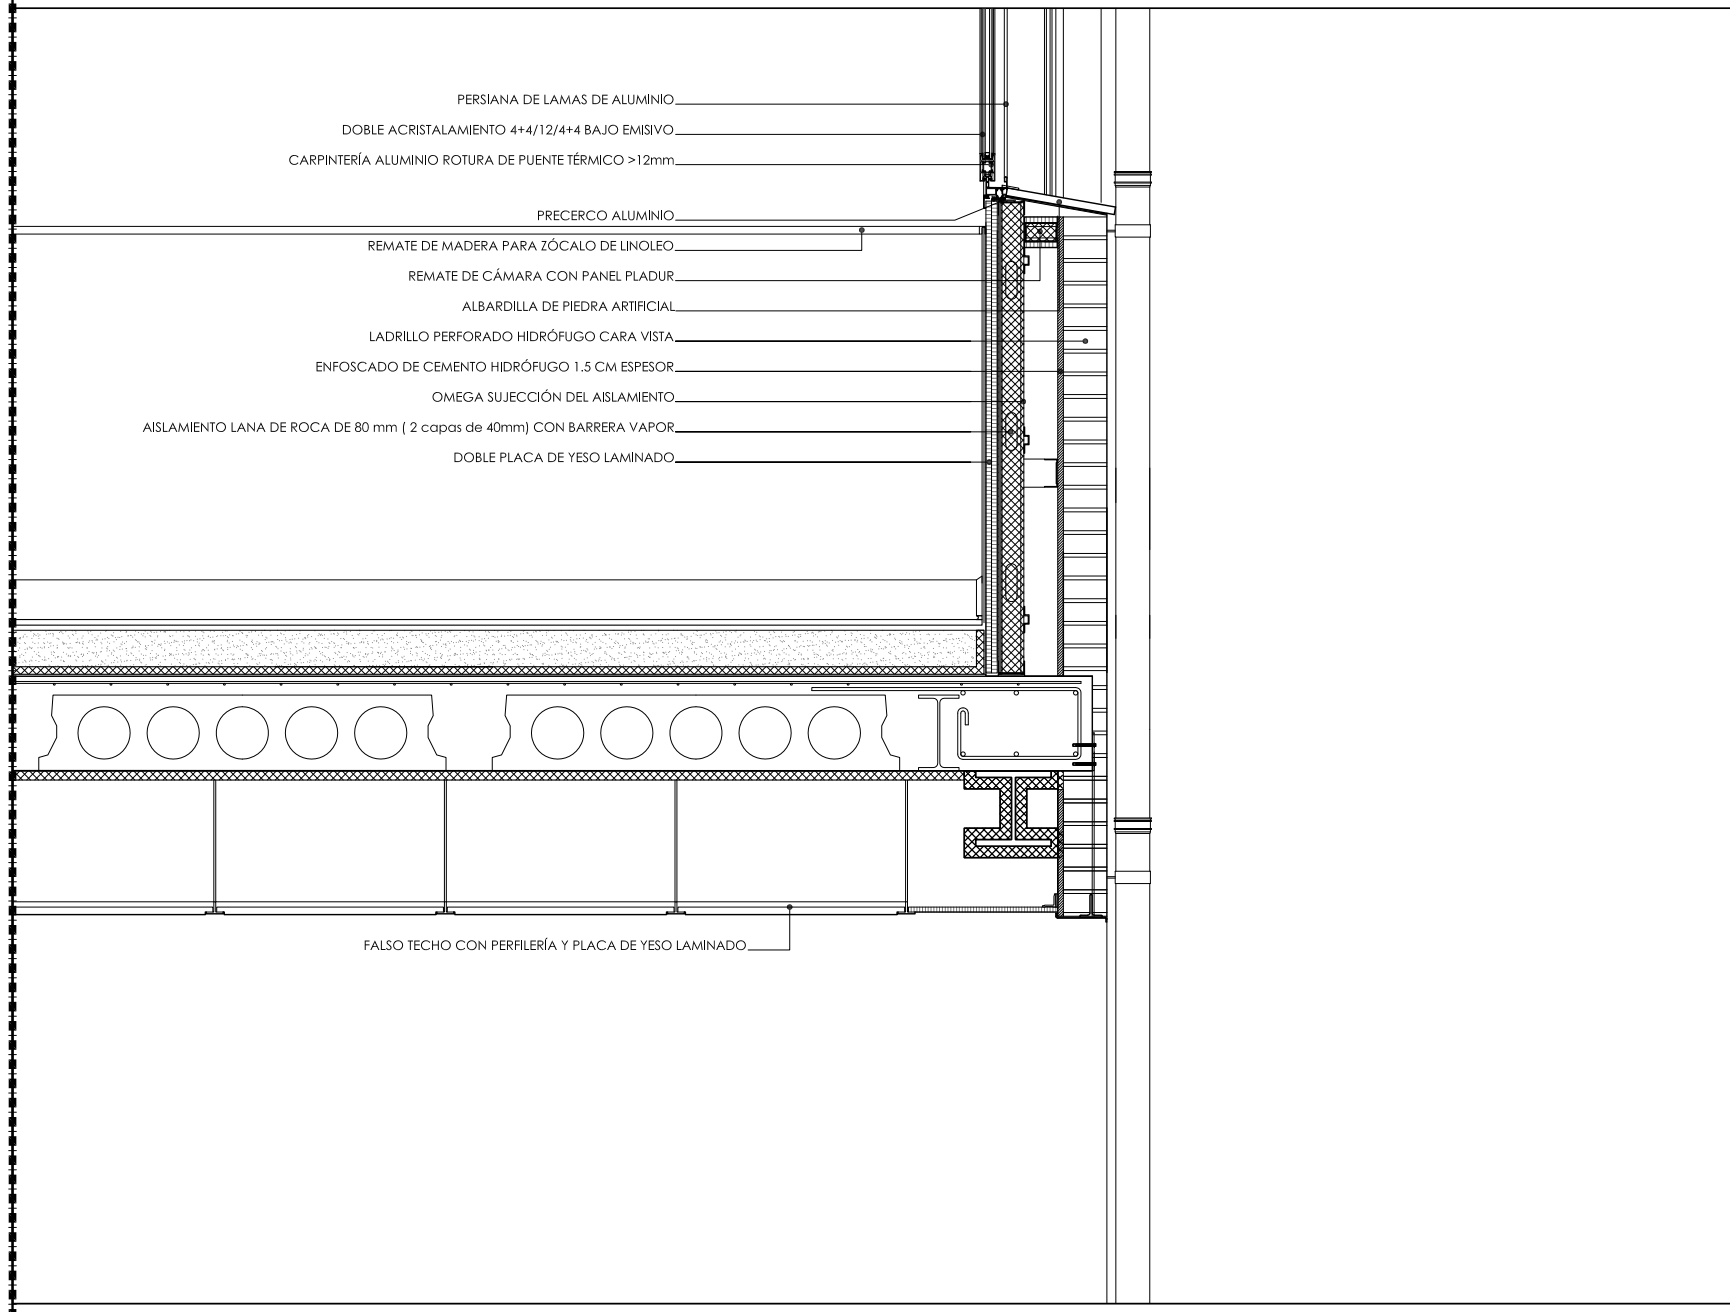 PERSIANA DE LAMAS DE ALUMINIO
DOBLE ACRISTALAMIENTO 4+4/12/4+4 BAJO EMISIVO
CARPINTERÍA ALUMINIO ROTURA DE PUENTE TÉRMICO >12mm
PRECERCO ALUMINIO
REMATE DE MADERA PARA ZÓCALO DE LINOLEO
REMATE DE CÁMARA CON PANEL PLADUR
ALBARDILLA DE PIEDRA ARTIFICIAL
LADRILLO PERFORADO HIDRÓFUGO CARA VISTA
ENFOSCADO DE CEMENTO HIDRÓFUGO 1.5 CM ESPESOR
OMEGA SUJECCIÓN DEL AISLAMIENTO
AISLAMIENTO LANA DE ROCA DE 80 mm ( 2 capas de 40mm) CON BARRERA VAPOR
DOBLE PLACA DE YESO LAMINADO
FALSO TECHO CON PERFILERÍA Y PLACA DE YESO LAMINADO